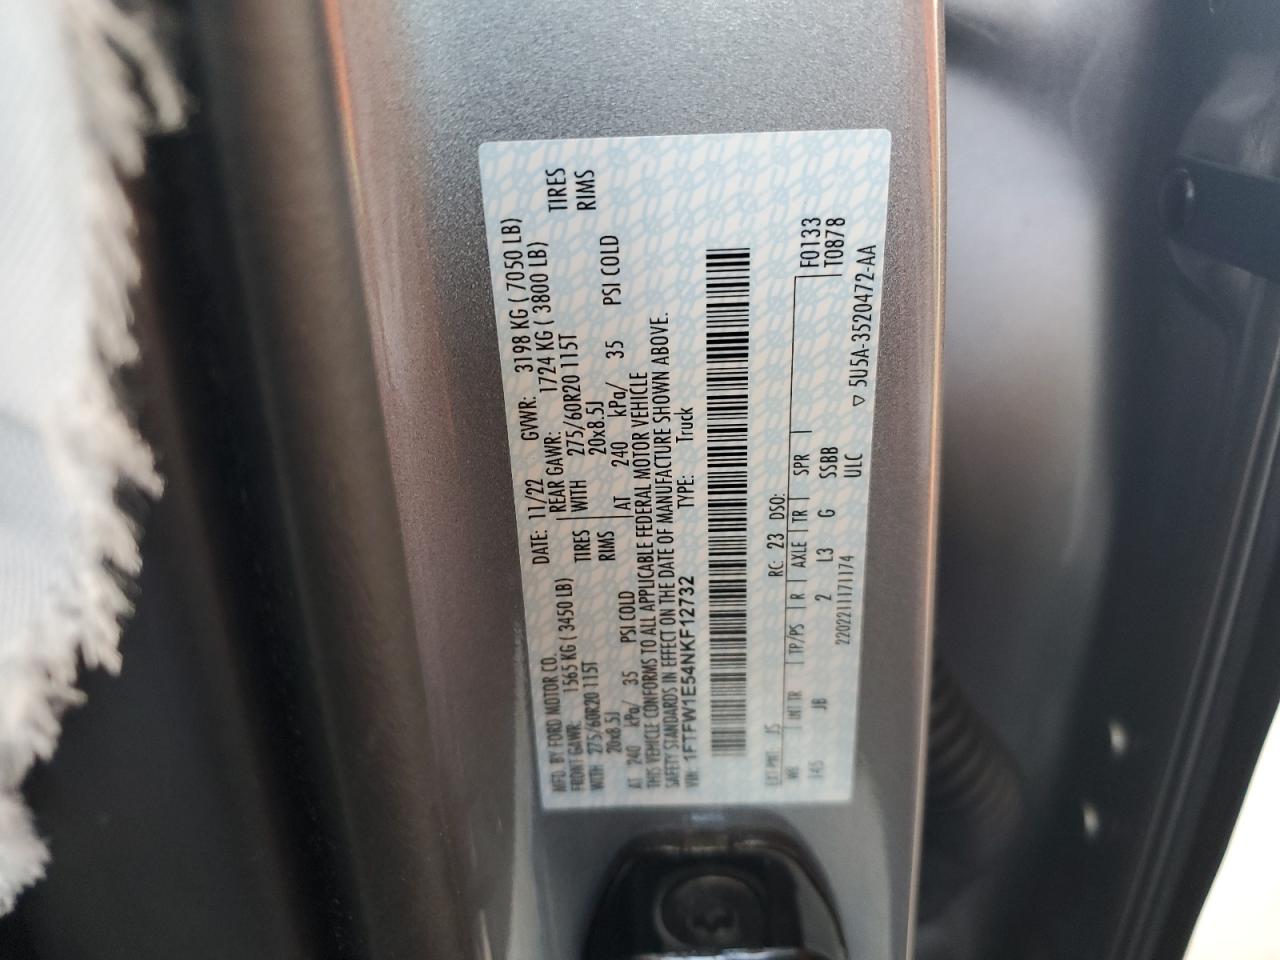 MFD. BY FORD MOTOR CO. DATE: 11/22 GVWR: 3198 KG ( 7050 LB)
FRONT GAWR: 1565 KG ( 3450 LB) REAR GAWR: 1724 KG ( 3800 LB)
WITH 275/60R20 115T TIRES WITH 275/60R20 115T TIRES
20x8.5J RIMS 20x8.5J RIMS
AT 240 kPa/ 35 PSI COLD AT 240 kPa/ 35 PSI COLD
THIS VEHICLE CONFORMS TO ALL APPLICABLE FEDERAL MOTOR VEHICLE
SAFETY STANDARDS IN EFFECT ON THE DATE OF MANUFACTURE SHOWN ABOVE.
VIN: 1FTFW1E54NKF12732 TYPE: Truck
EXT PNT: JS RC: 23 DSO: F0133
WB INT TR TP/PS R AXLE TR SPR T0878
145 JB 2 L3 G SSBB
2202211171174 ULC
▽ 5U5A-3520472-AA